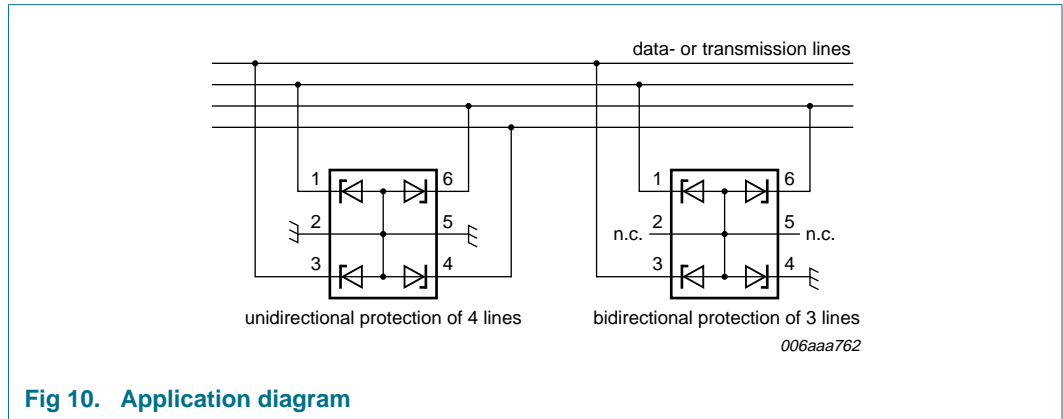 data- or transmission lines
1 6 1 6
2 5 n.c. 2 5 n.c.
3 4 3 4
unidirectional protection of 4 lines bidirectional protection of 3 lines
006aaa762
Fig 10. Application diagram